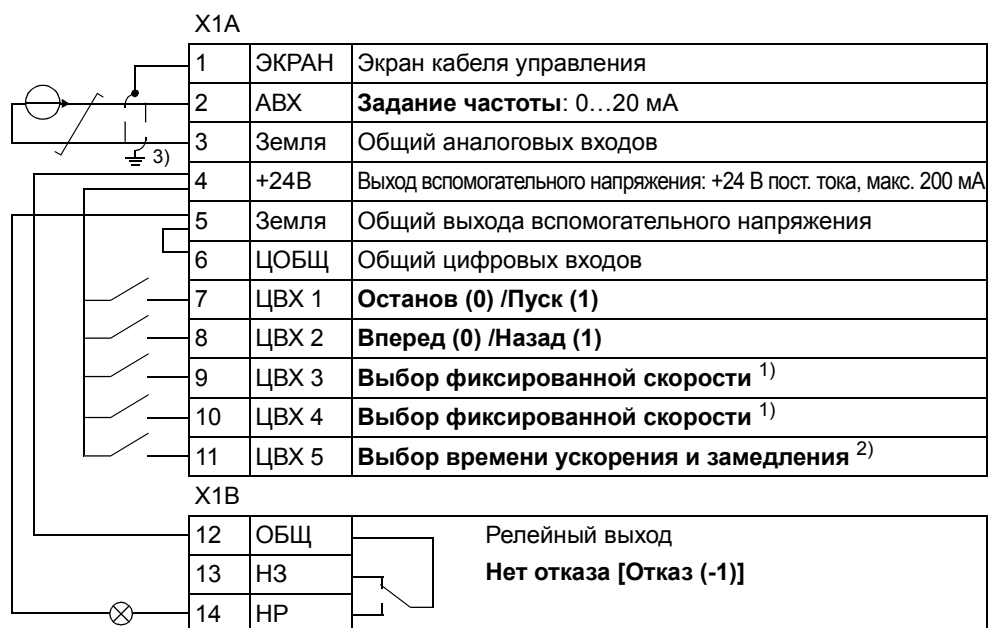 X1A
1 ЭКРАН Экран кабеля управления
2 АВХ Задание частоты: 0…20 мА
3 Земля Общий аналоговых входов
3)
4 +24В Выход вспомогательного напряжения: +24 В пост. тока, макс. 200 мА
5 Земля Общий выхода вспомогательного напряжения
6 ЦОБЩ Общий цифровых входов
7 ЦВХ 1 Останов (0) /Пуск (1)
8 ЦВХ 2 Вперед (0) /Назад (1)
9 ЦВХ 3 Выбор фиксированной скорости 1)
10 ЦВХ 4 Выбор фиксированной скорости 1)
11 ЦВХ 5 Выбор времени ускорения и замедления 2)
X1B
12 ОБЩ Релейный выход
13 НЗ Нет отказа [Отказ (-1)]
14 НР